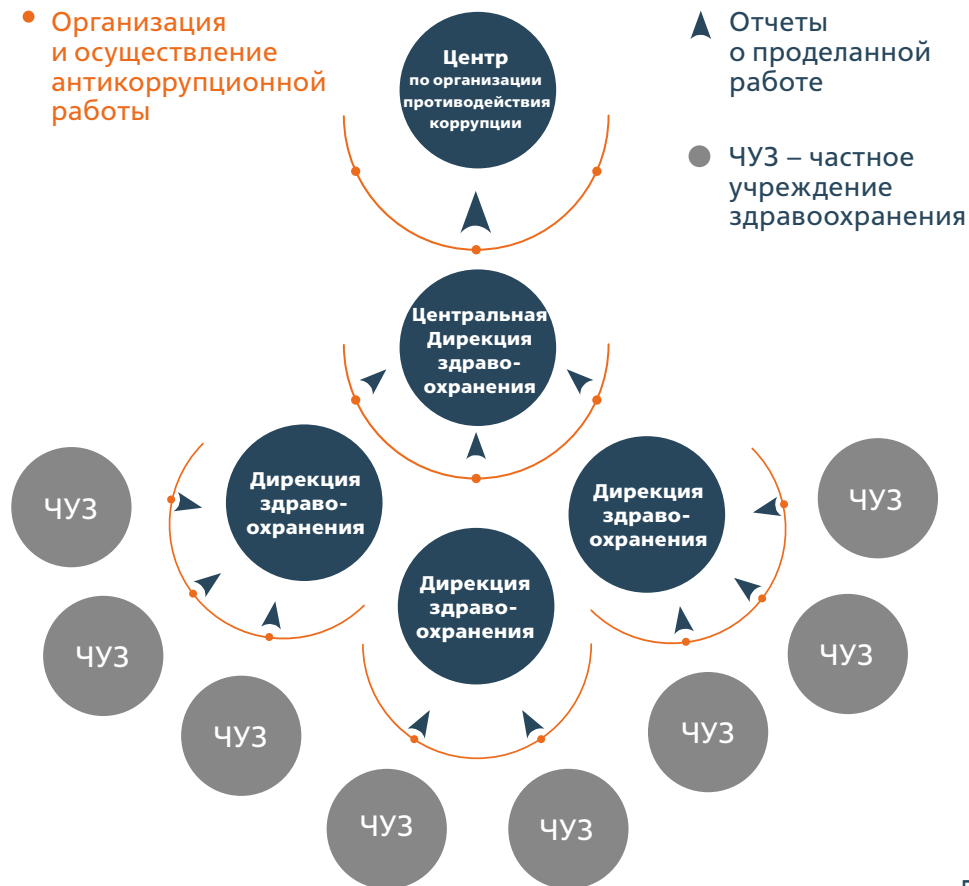 Организация
и осуществление
антикоррупционной
работы
Центр
по организации
противодействия
коррупции
Отчеты
о проделанной
работе
ЧУЗ – частное
учреждение
здравоохранения
Центральная
Дирекция
здраво-
охранения
Дирекция
здраво-
охранения
Дирекция
здраво-
охранения
Дирекция
здраво-
охранения
ЧУЗ
ЧУЗ
ЧУЗ
ЧУЗ
ЧУЗ
ЧУЗ
ЧУЗ
ЧУЗ